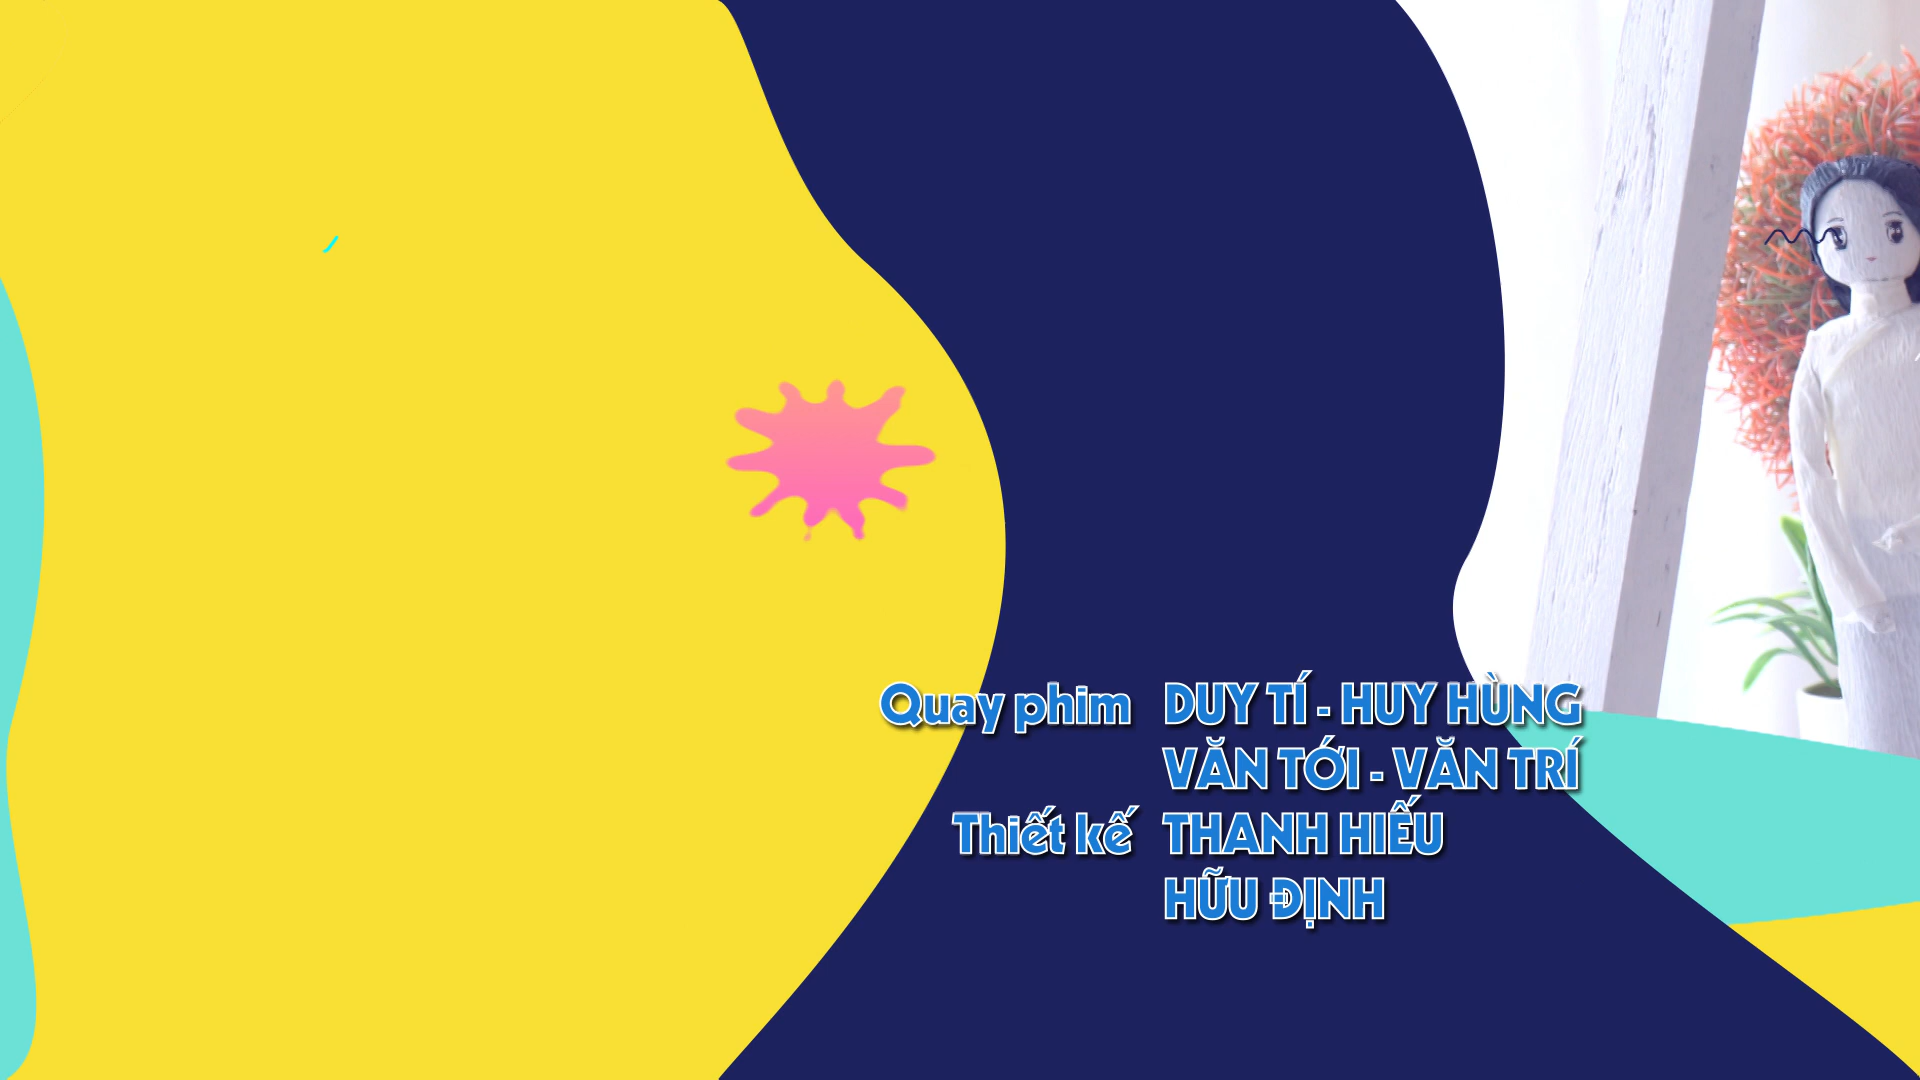 Quay phim DUY TÍ - HUY HÙNG
VĂN TỚI - VĂN TRÍ
Thiết kế THANH HIẾU
HỮU ĐỊNH